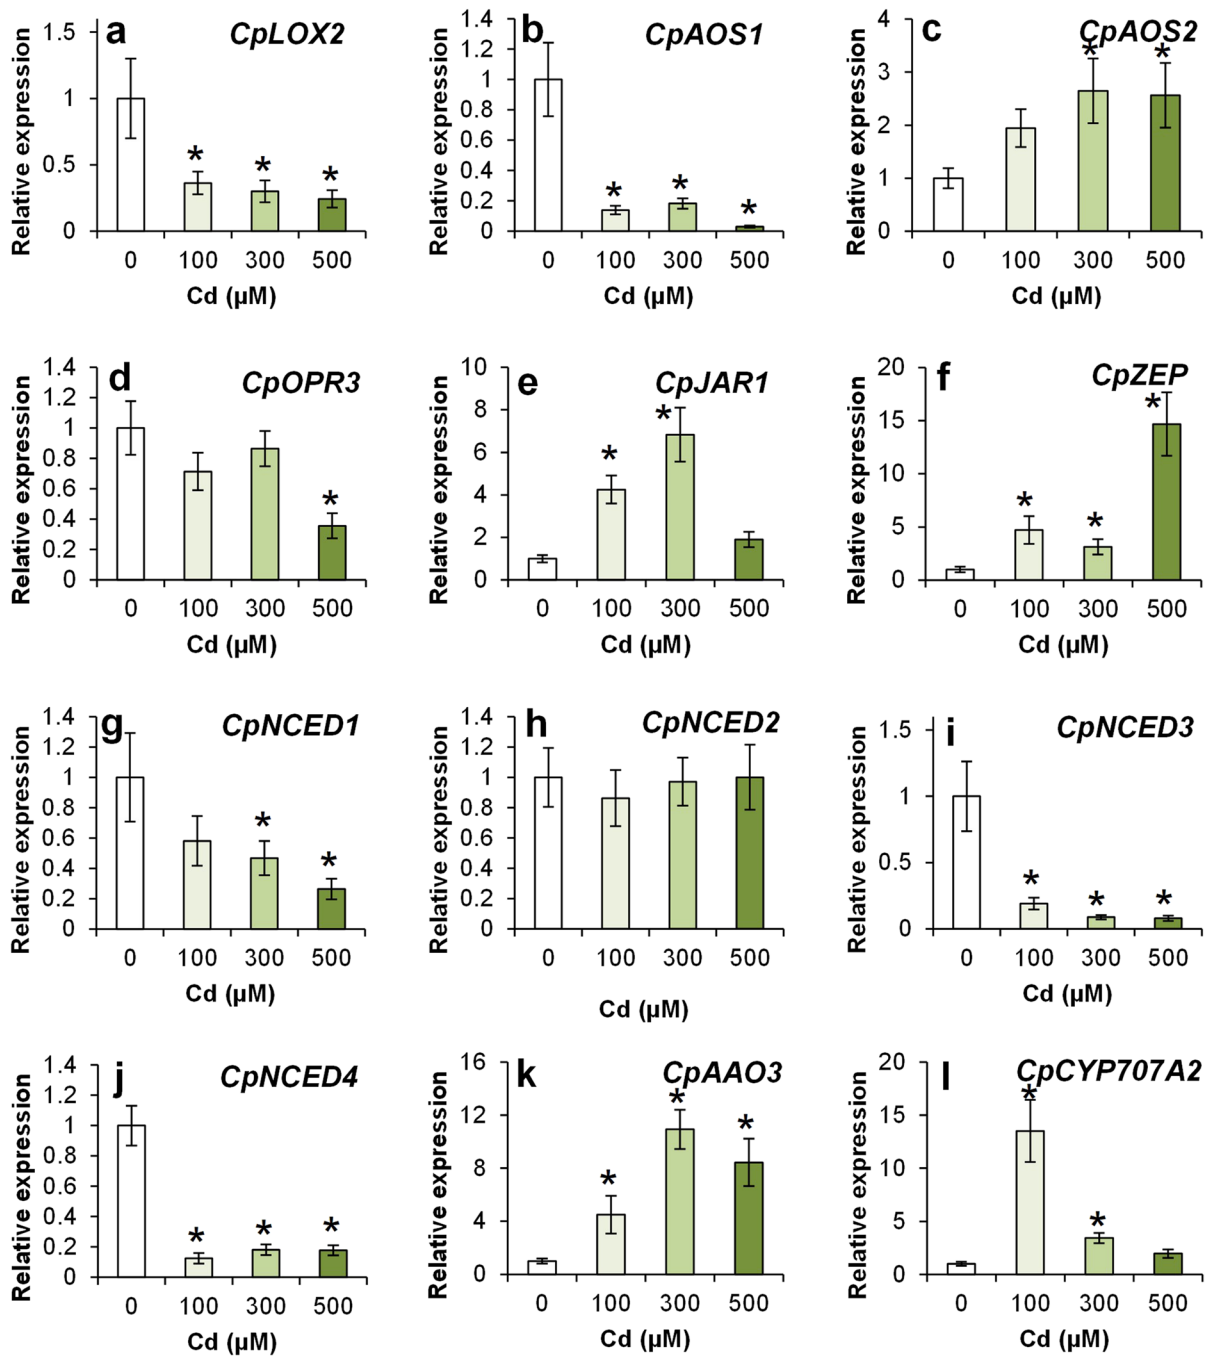 a CpLOX2
Relative expression
1.5
1
0.5
0
* * *
0 100 300 500
Cd (µM)
b CpAOS1
Relative expression
1.4
1.2
1
0.8
0.6
0.4
0.2
0
* * *
0 100 300 500
Cd (µM)
c CpAOS2
Relative expression
4
3
2
1
0
* *
0 100 300 500
Cd (µM)
d CpOPR3
Relative expression
1.4
1.2
1
0.8
0.6
0.4
0.2
0
*
0 100 300 500
Cd (µM)
e CpJAR1
Relative expression
10
8
6
4
2
0
* *
0 100 300 500
Cd (µM)
f CpZEP
Relative expression
20
15
10
5
0
* * *
0 100 300 500
Cd (µM)
g CpNCED1
Relative expression
1.4
1.2
1
0.8
0.6
0.4
0.2
0
* *
0 100 300 500
Cd (µM)
h CpNCED2
Relative expression
1.4
1.2
1
0.8
0.6
0.4
0.2
0
0 100 300 500
Cd (µM)
i CpNCED3
Relative expression
1.5
1
0.5
0
* * *
0 100 300 500
Cd (µM)
j CpNCED4
Relative expression
1.4
1.2
1
0.8
0.6
0.4
0.2
0
* * *
0 100 300 500
Cd (µM)
k CpAAO3
Relative expression
16
12
8
4
0
* * *
0 100 300 500
Cd (µM)
l CpCYP707A2
Relative expression
20
15
10
5
0
* *
0 100 300 500
Cd (µM)